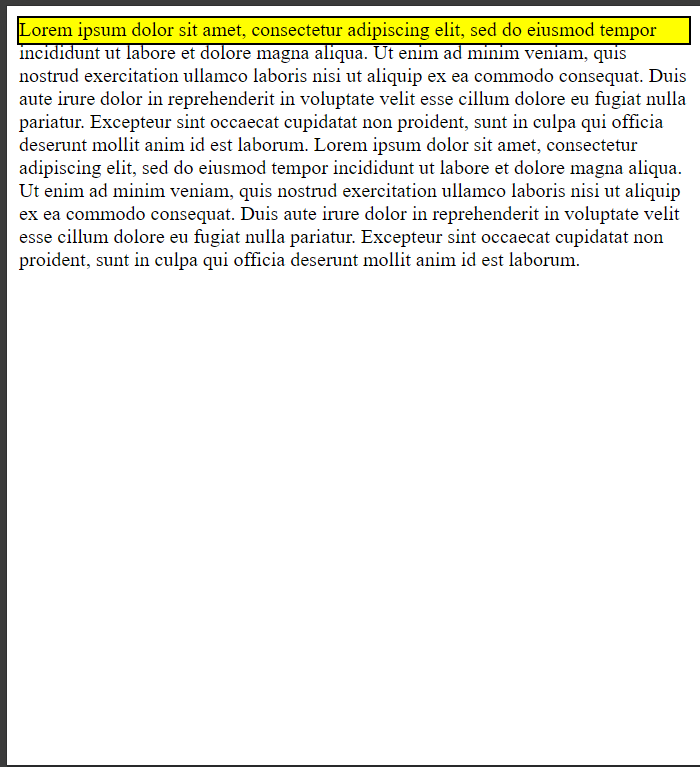 Lorem ipsum dolor sit amet, consectetur adipiscing elit, sed do eiusmod tempor
incididunt ut labore et dolore magna aliqua. Ut enim ad minim veniam, quis
nostrud exercitation ullamco laboris nisi ut aliquip ex ea commodo consequat. Duis
aute irure dolor in reprehenderit in voluptate velit esse cillum dolore eu fugiat nulla
pariatur. Excepteur sint occaecat cupidatat non proident, sunt in culpa qui officia
deserunt mollit anim id est laborum. Lorem ipsum dolor sit amet, consectetur
adipiscing elit, sed do eiusmod tempor incididunt ut labore et dolore magna aliqua.
Ut enim ad minim veniam, quis nostrud exercitation ullamco laboris nisi ut aliquip
ex ea commodo consequat. Duis aute irure dolor in reprehenderit in voluptate velit
esse cillum dolore eu fugiat nulla pariatur. Excepteur sint occaecat cupidatat non
proident, sunt in culpa qui officia deserunt mollit anim id est laborum.